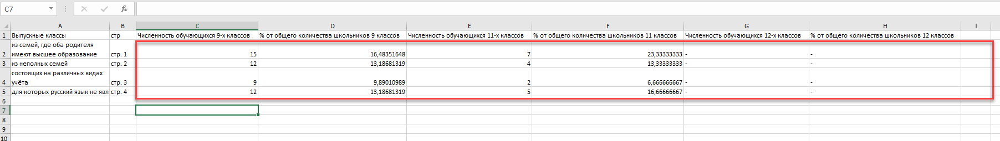 C7 fx
A B C D E F G H I
1 Выпускные классы стр Численность обучающихся 9-х классов % от общего количества школьников 9 классов Численность обучающихся 11-х классов % от общего количества школьников 11 классов Численность обучающихся 12-х классов % от общего количества школьников 12 классов
из семей, где оба родителя
2 имеют высшее образование стр. 1 15 16,48351648 7 23,33333333 - -
3 из неполных семей стр. 2 12 13,18681319 4 13,33333333 - -
состоящих на различных видах
4 учёта стр. 3 9 9,89010989 2 6,666666667 - -
5 для которых русский язык не явл стр. 4 12 13,18681319 5 16,66666667 - -
6
7
8
9
10